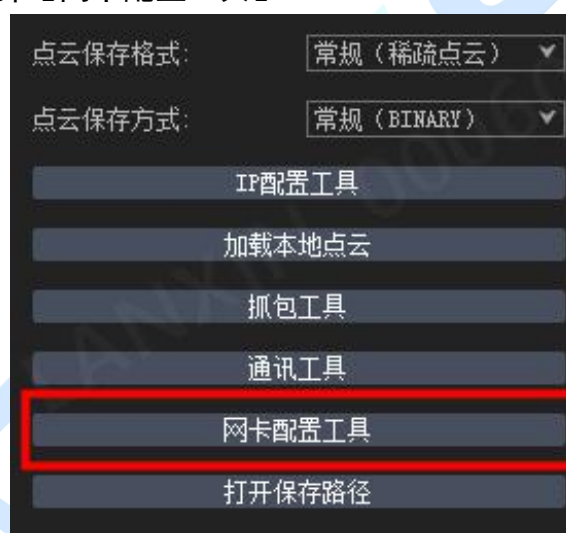 点云保存格式: 常规（稀疏点云）
点云保存方式: 常规（BINARY）
IP配置工具
加载本地点云
抓包工具
通讯工具
网卡配置工具
打开保存路径